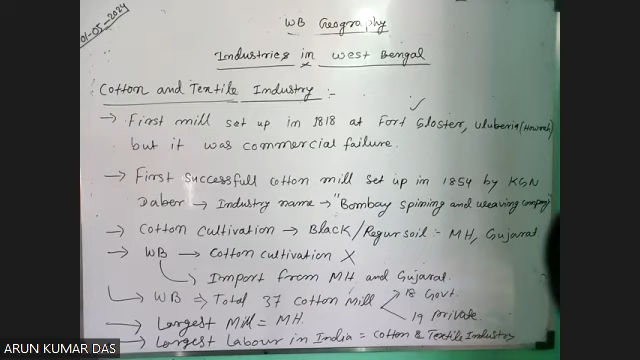 01-05-2024
WB Geography
Industries in West Bengal
Cotton and Textile Industry :-
→ First mill set up in 1818 at Fort Gloster, Uluberia (Howrah)
but it was commercial failure.
→ First successfull cotton mill set up in 1854 by KGN
Daber → Industry name → "Bombay spinning and weaving company"
→ Cotton cultivation → Black/Regur soil - MH, Gujarat
→ WB → Cotton cultivation X
Import from MH and Gujarat.
→ WB ⇒ Total 37 cotton Mill
18 Govt
19 Private
→ Largest Mill = MH
→ Largest Labour in India = Cotton & Textile Industry
ARUN KUMAR DAS